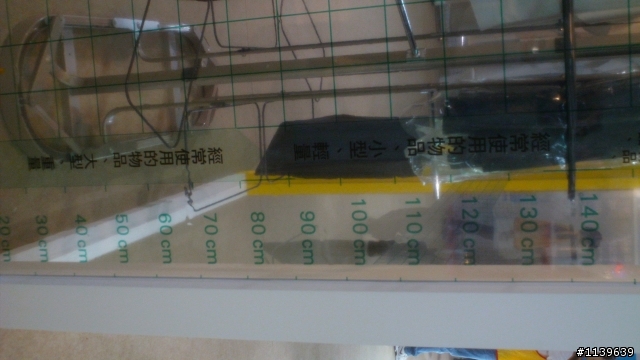 經常使用的物品、大型、重量
經常使用的物品、小型、輕量
經常使用的物品
品
20 cm
30 cm
40 cm
50 cm
60 cm
70 cm
80 cm
90 cm
100 cm
110 cm
120 cm
130 cm
140 cm
#1139639